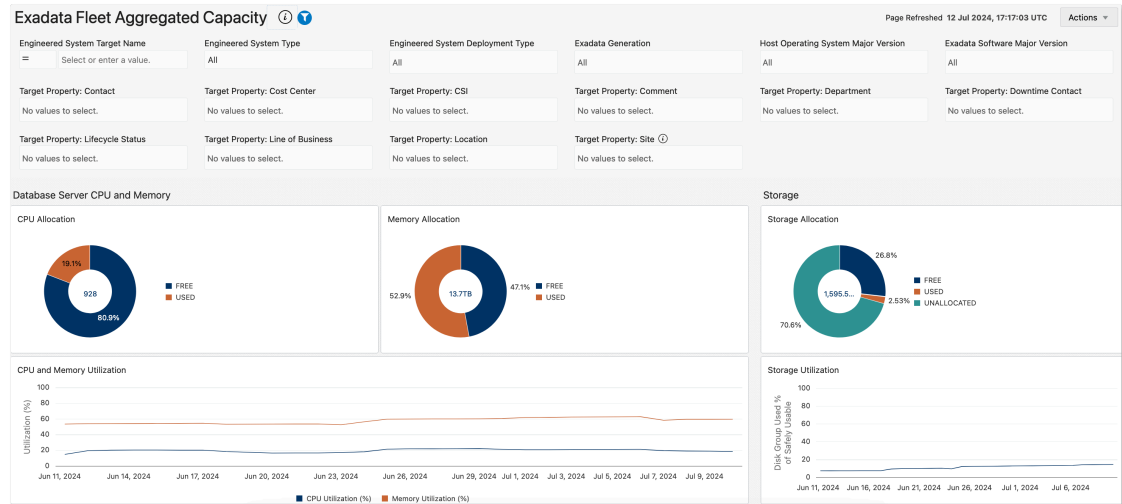 Exadata Fleet Aggregated Capacity
Page Refreshed 12 Jul 2024, 17:17:03 UTC
Actions
Engineered System Target Name
Engineered System Type
Engineered System Deployment Type
Exadata Generation
Host Operating System Major Version
Exadata Software Major Version
= Select or enter a value.
All
All
All
All
All
Target Property: Contact
Target Property: Cost Center
Target Property: CSI
Target Property: Comment
Target Property: Department
Target Property: Downtime Contact
No values to select.
No values to select.
No values to select.
No values to select.
No values to select.
No values to select.
Target Property: Lifecycle Status
Target Property: Line of Business
Target Property: Location
Target Property: Site
No values to select.
No values to select.
No values to select.
No values to select.
Database Server CPU and Memory
CPU Allocation
19.1%
928
80.9%
FREE
USED
Memory Allocation
52.9%
13.7TB
47.1%
FREE
USED
Storage
Storage Allocation
26.8%
1,595.5...
2.53%
70.6%
FREE
USED
UNALLOCATED
CPU and Memory Utilization
Utilization (%)
100
80
60
40
20
0
Jun 11, 2024 Jun 14, 2024 Jun 17, 2024 Jun 20, 2024 Jun 23, 2024 Jun 26, 2024 Jun 29, 2024 Jul 1, 2024 Jul 3, 2024 Jul 5, 2024 Jul 7, 2024 Jul 9, 2024
CPU Utilization (%) Memory Utilization (%)
Storage Utilization
Disk Group Used %
of Safely Usable
100
80
60
40
20
0
Jun 11, 2024 Jun 16, 2024 Jun 21, 2024 Jun 26, 2024 Jul 1, 2024 Jul 6, 2024